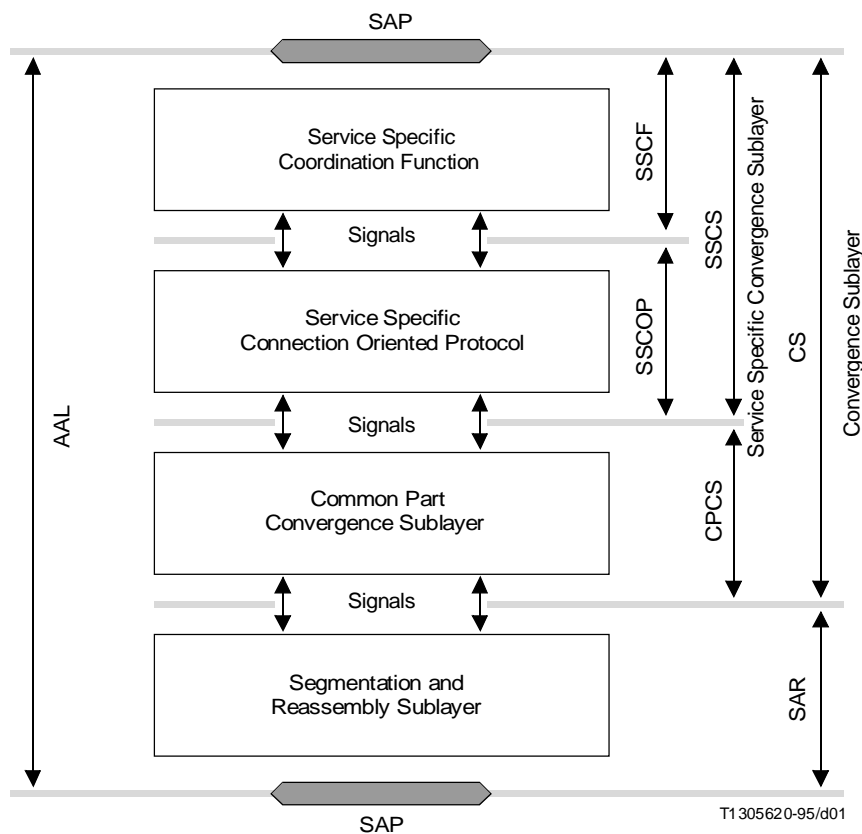 SAP
Service Specific
Coordination Function
Signals
Service Specific
Connection Oriented Protocol
Signals
Common Part
Convergence Sublayer
Signals
Segmentation and
Reassembly Sublayer
SAP
AAL
SSCF
SSCOP
SSCS
Service Specific Convergence Sublayer
CPCS
CS
Convergence Sublayer
SAR
T1305620-95/d01